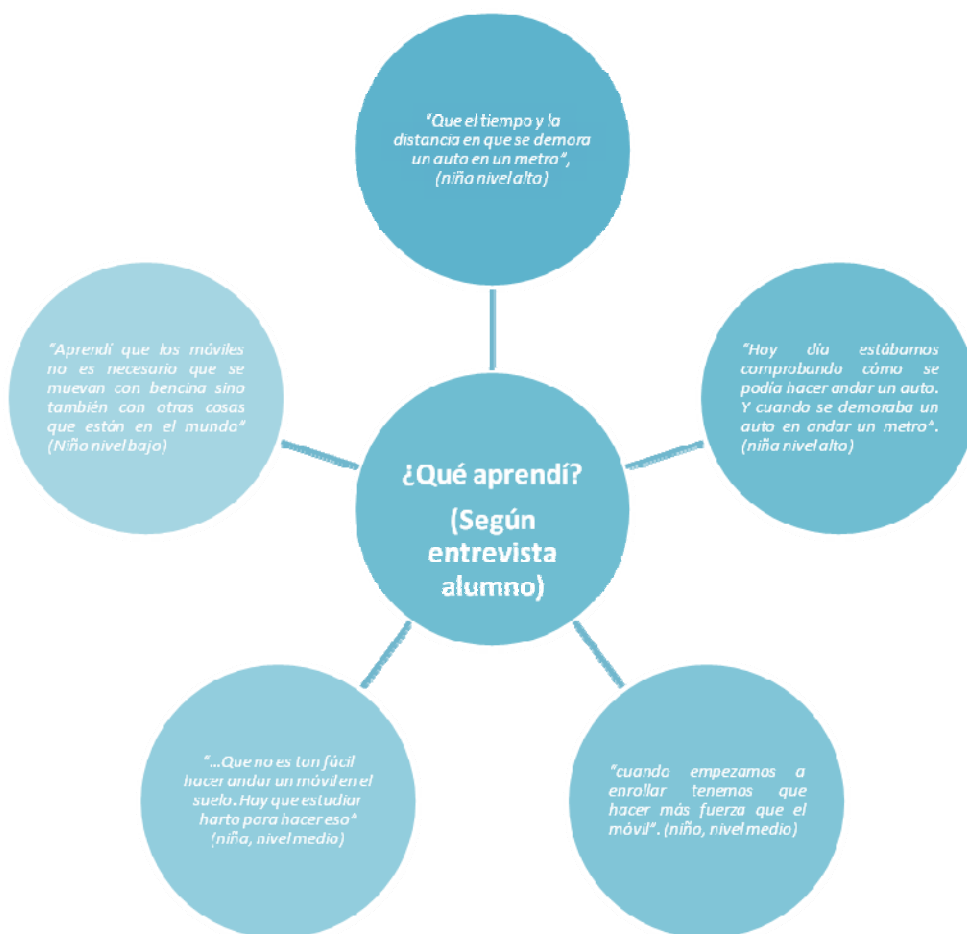 "Que el tiempo y la
distancia en que se demora
un auto en un metro",
(niña nivel alta)
"Aprendí que los móviles
no es necesario que se
muevan con bencina sino
también con otras cosas
que están en el mundo"
(Niño nivel bajo)
"Hoy día estábamos
comprobando cómo se
podía hacer andar un auto.
Y cuando se demoraba un
auto en andar un metro".
(niña nivel alto)
¿Qué aprendí?
(Según
entrevista
alumno)
"...Que no es tan fácil
hacer andar un móvil en el
suelo. Hay que estudiar
harto para hacer eso"
(niña, nivel medio)
"cuando empezamos a
enrollar tenemos que
hacer más fuerza que el
móvil". (niño, nivel medio)